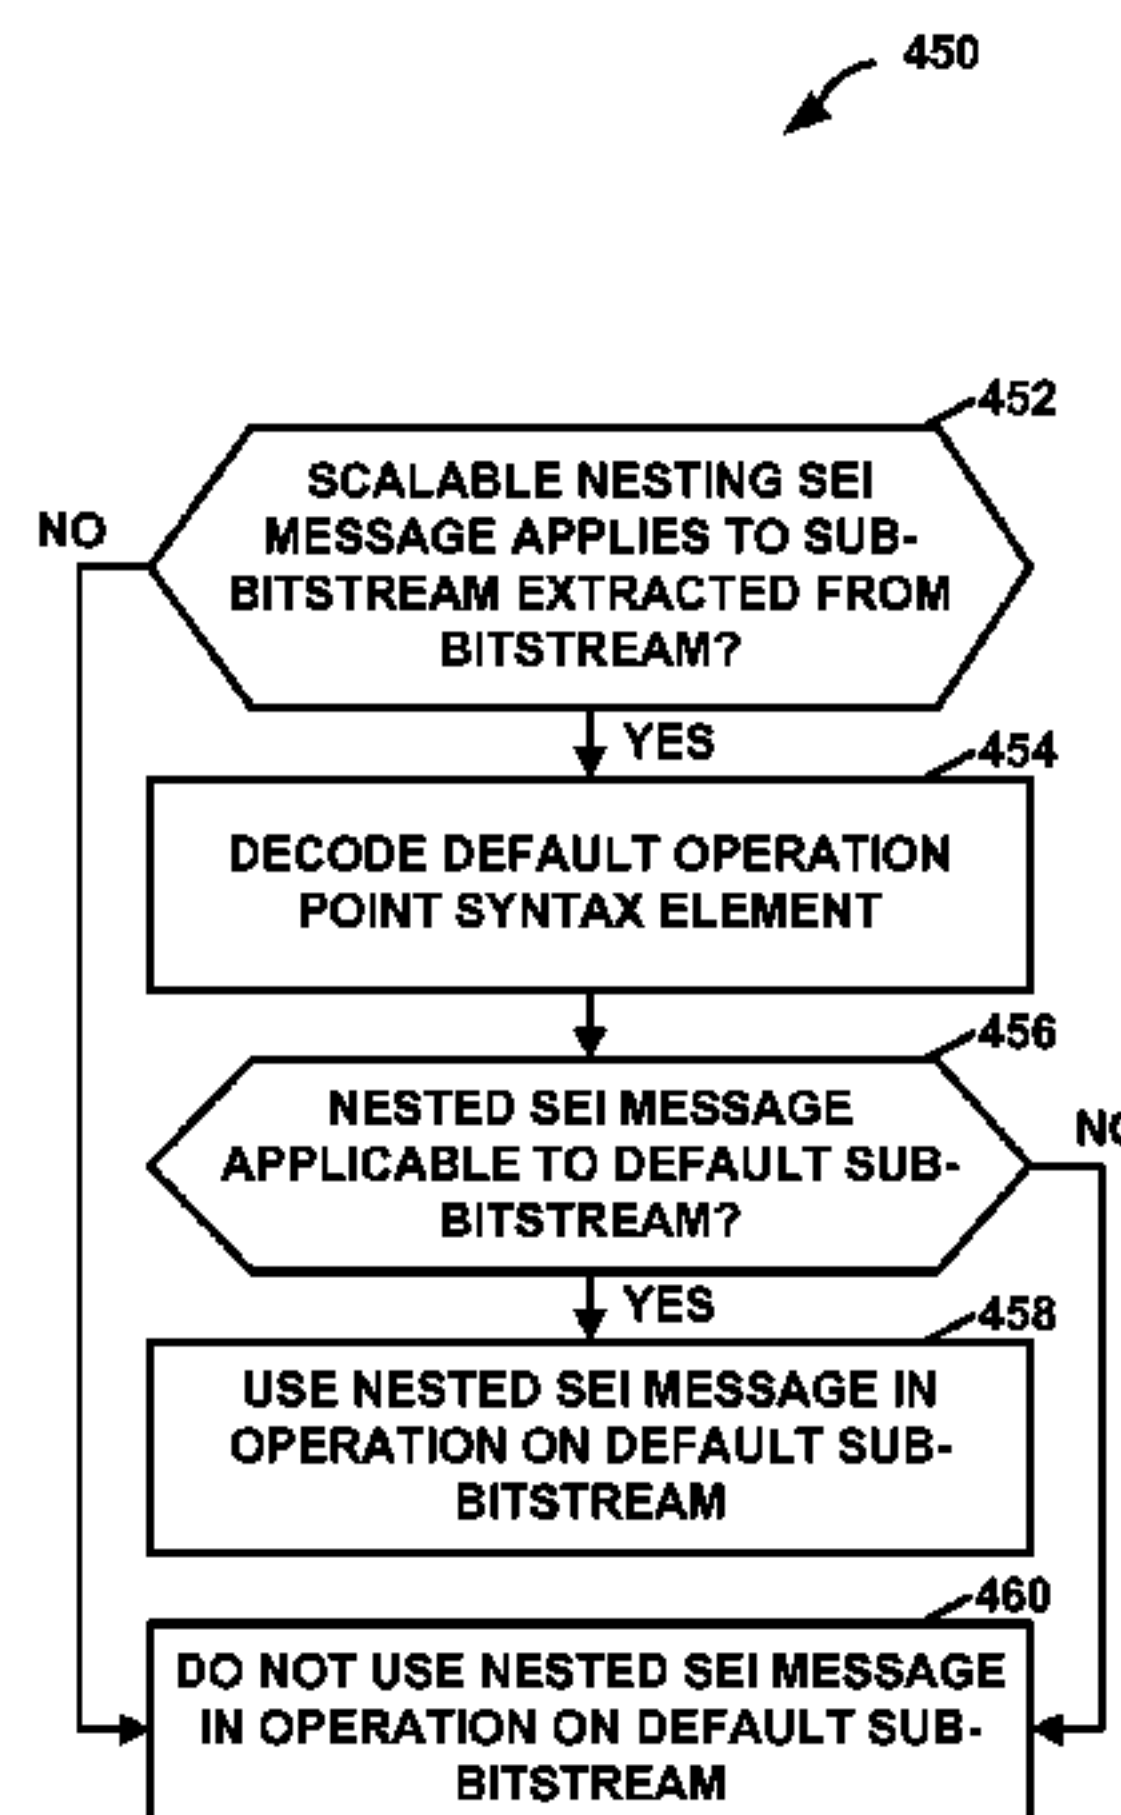 450
452
SCALABLE NESTING SEI
MESSAGE APPLIES TO SUB-
BITSTREAM EXTRACTED FROM
BITSTREAM?
NO
YES
454
DECODE DEFAULT OPERATION
POINT SYNTAX ELEMENT
456
NESTED SEI MESSAGE
APPLICABLE TO DEFAULT SUB-
BITSTREAM?
NO
YES
458
USE NESTED SEI MESSAGE IN
OPERATION ON DEFAULT SUB-
BITSTREAM
460
DO NOT USE NESTED SEI MESSAGE
IN OPERATION ON DEFAULT SUB-
BITSTREAM